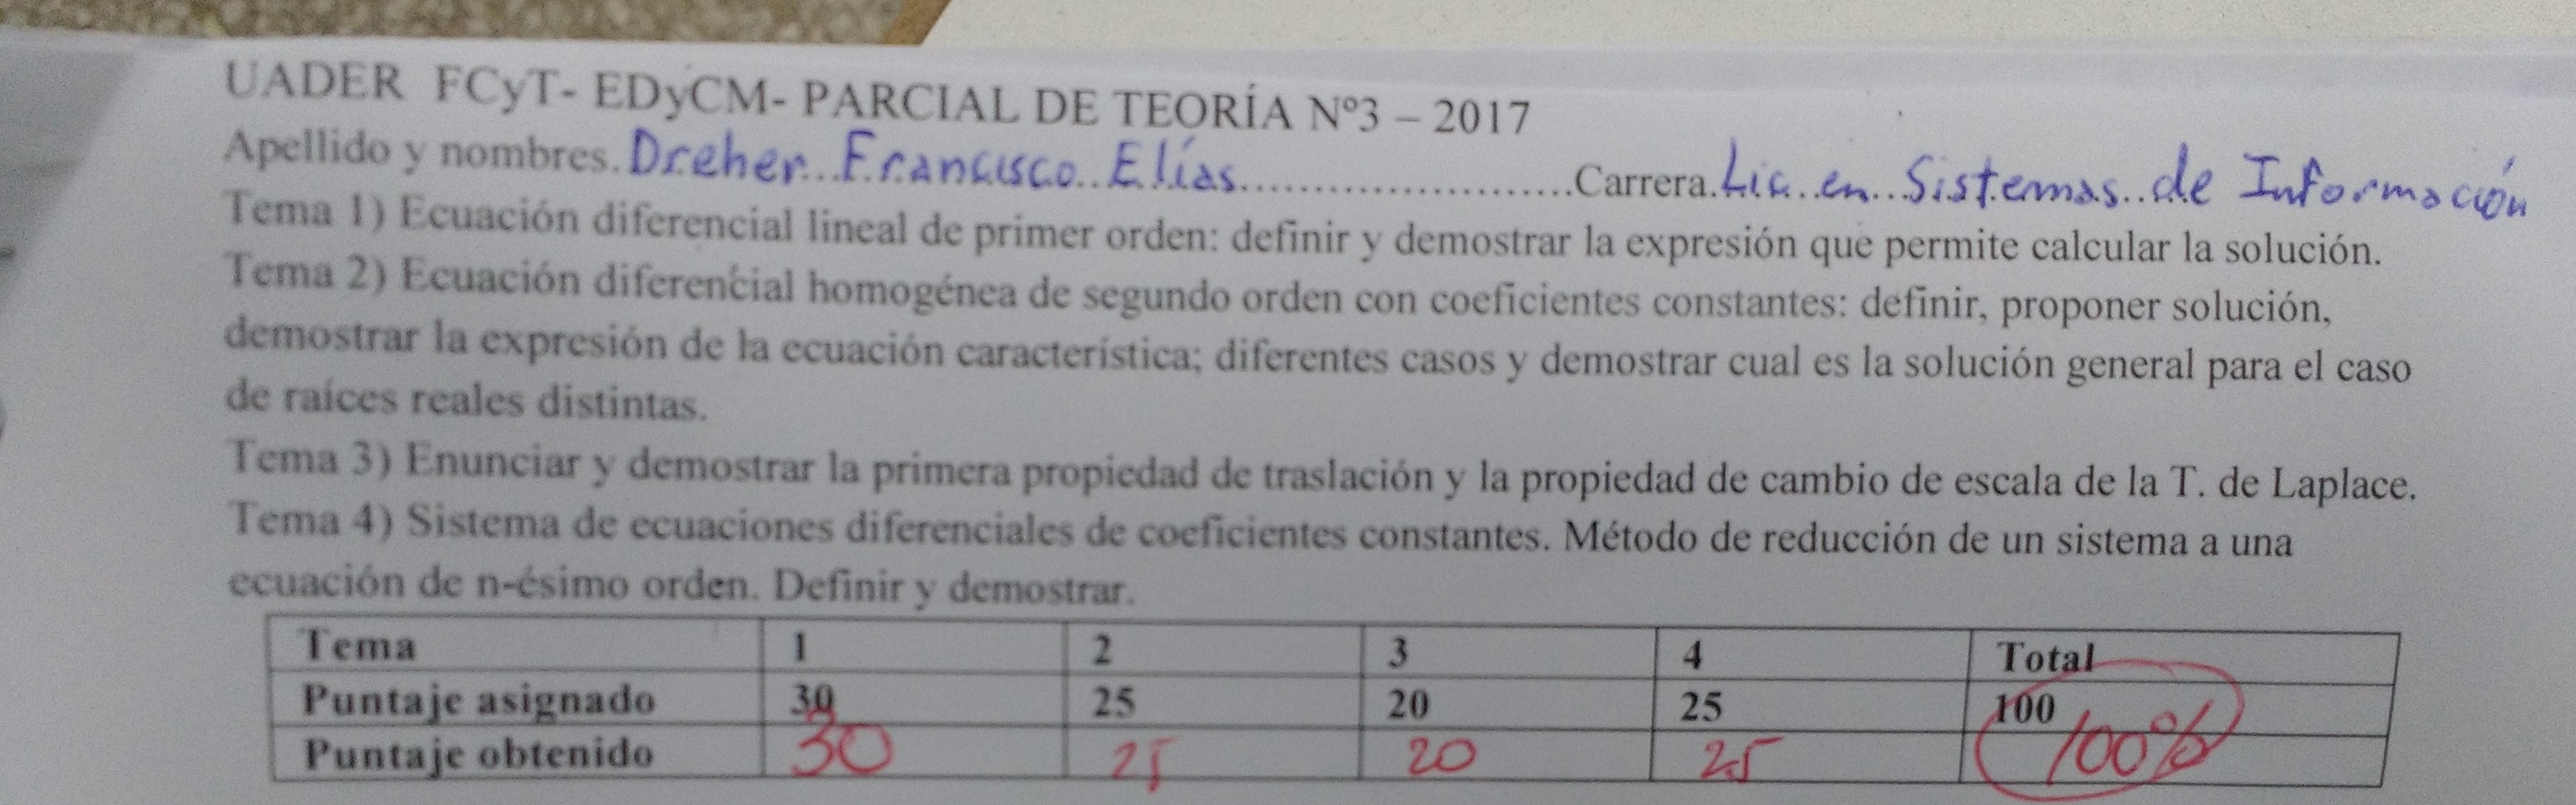 UADER FCyT- EDyCM- PARCIAL DE TEORÍA Nº3 – 2017
Apellido y nombres. Dreher Francisco Elías......................Carrera. Lic. en Sistemas de Información
Tema 1) Ecuación diferencial lineal de primer orden: definir y demostrar la expresión que permite calcular la solución.
Tema 2) Ecuación diferencial homogénea de segundo orden con coeficientes constantes: definir, proponer solución,
demostrar la expresión de la ecuación característica; diferentes casos y demostrar cual es la solución general para el caso
de raíces reales distintas.
Tema 3) Enunciar y demostrar la primera propiedad de traslación y la propiedad de cambio de escala de la T. de Laplace.
Tema 4) Sistema de ecuaciones diferenciales de coeficientes constantes. Método de reducción de un sistema a una
ecuación de n-ésimo orden. Definir y demostrar.
Tema 1 2 3 4 Total
Puntaje asignado 30 25 20 25 100
Puntaje obtenido 30 25 20 25 100%